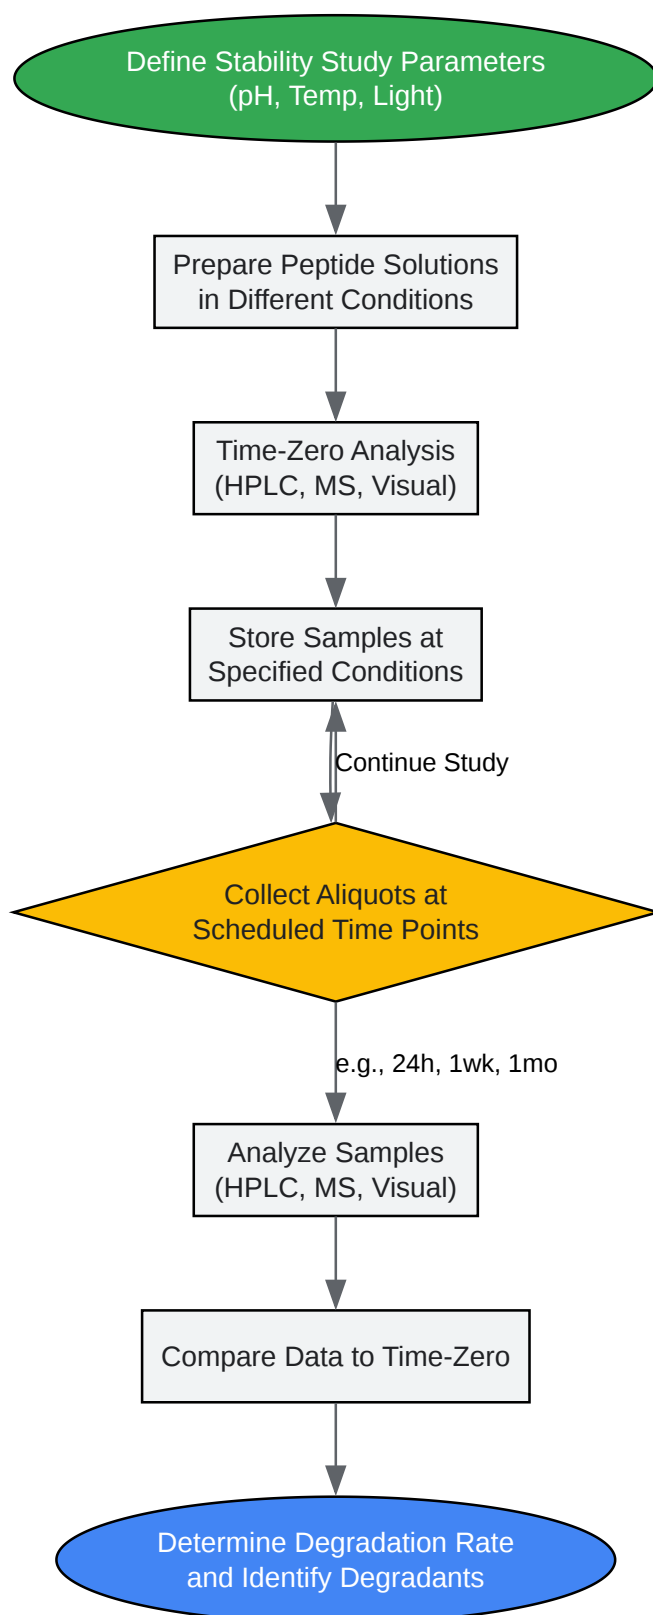 Define Stability Study Parameters
(pH, Temp, Light)
Prepare Peptide Solutions
in Different Conditions
Time-Zero Analysis
(HPLC, MS, Visual)
Store Samples at
Specified Conditions
Continue Study
Collect Aliquots at
Scheduled Time Points
e.g., 24h, 1wk, 1mo
Analyze Samples
(HPLC, MS, Visual)
Compare Data to Time-Zero
Determine Degradation Rate
and Identify Degradants